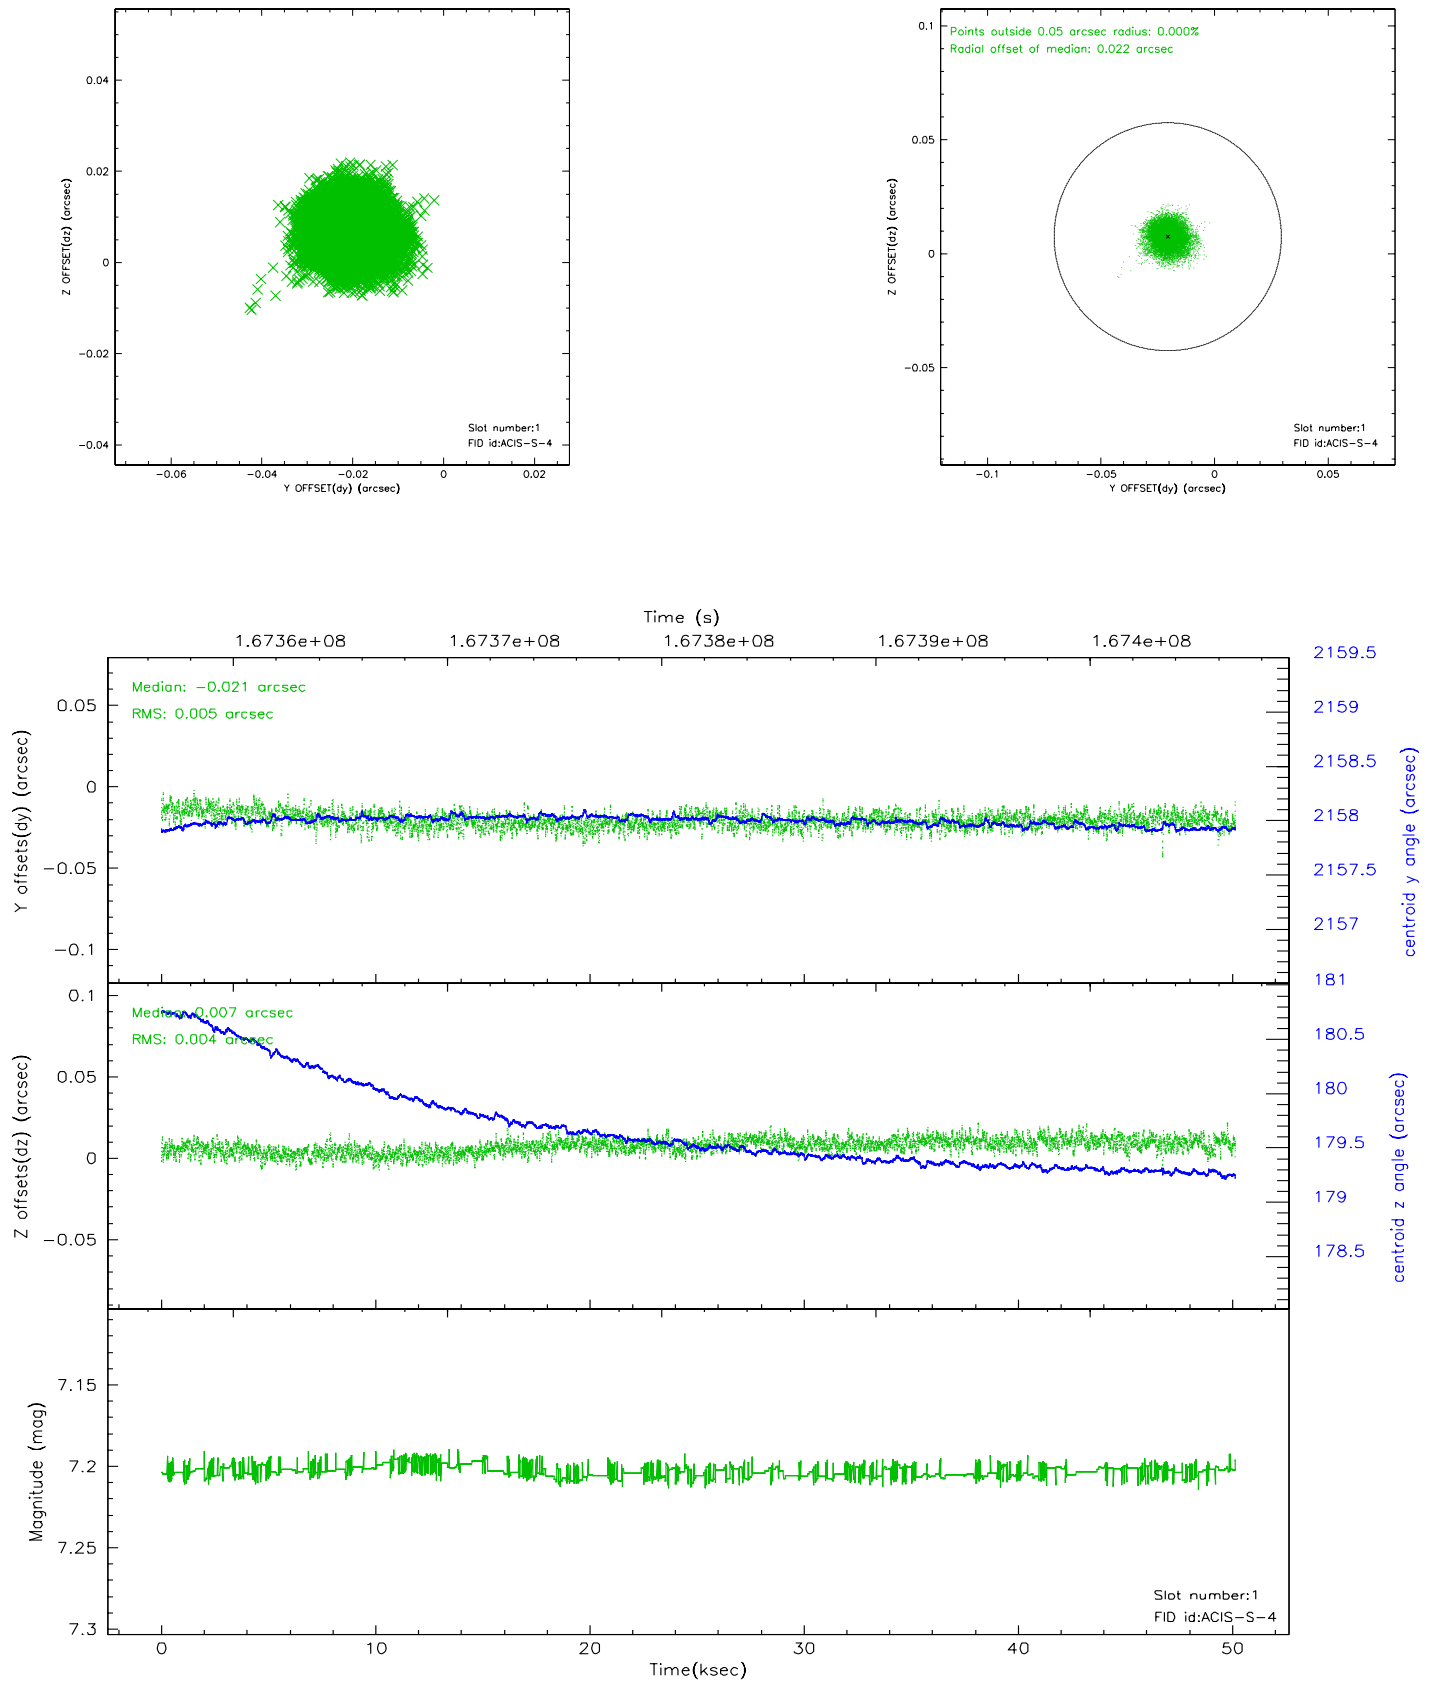 0.04
0.02
0
−0.02
−0.04
Z OFFSET(dz) (arcsec)
−0.06
−0.04
−0.02
0
0.02
Y OFFSET(dy) (arcsec)
Slot number:1
FID id:ACIS−S−4
0.1
0.05
0
−0.05
Z OFFSET(dz) (arcsec)
Points outside 0.05 arcsec radius: 0.000%
Radial offset of median: 0.022 arcsec
−0.1
−0.05
0
0.05
Y OFFSET(dy) (arcsec)
Slot number:1
FID id:ACIS−S−4
Time (s)
1.6736e+08
1.6737e+08
1.6738e+08
1.6739e+08
1.674e+08
Median: −0.021 arcsec
RMS: 0.005 arcsec
0.05
0
−0.05
−0.1
Y offsets(dy) (arcsec)
2159.5
2159
2158.5
2158
2157.5
2157
centroid y angle (arcsec)
Median: 0.007 arcsec
RMS: 0.004 arcsec
0.1
0.05
0
−0.05
Z offsets(dz) (arcsec)
181
180.5
180
179.5
179
178.5
centroid z angle (arcsec)
7.15
7.2
7.25
7.3
Magnitude (mag)
Slot number:1
FID id:ACIS−S−4
0
10
20
30
40
50
Time(ksec)